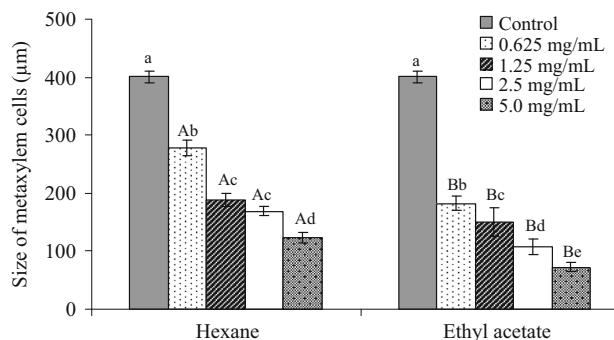 Control
0.625 mg/mL
1.25 mg/mL
2.5 mg/mL
5.0 mg/mL
Size of metaxylem cells (μm)
500
400
300
200
100
0
a
Ab
Ac
Ac
Ad
a
Bb
Bc
Bd
Be
Hexane
Ethyl acetate